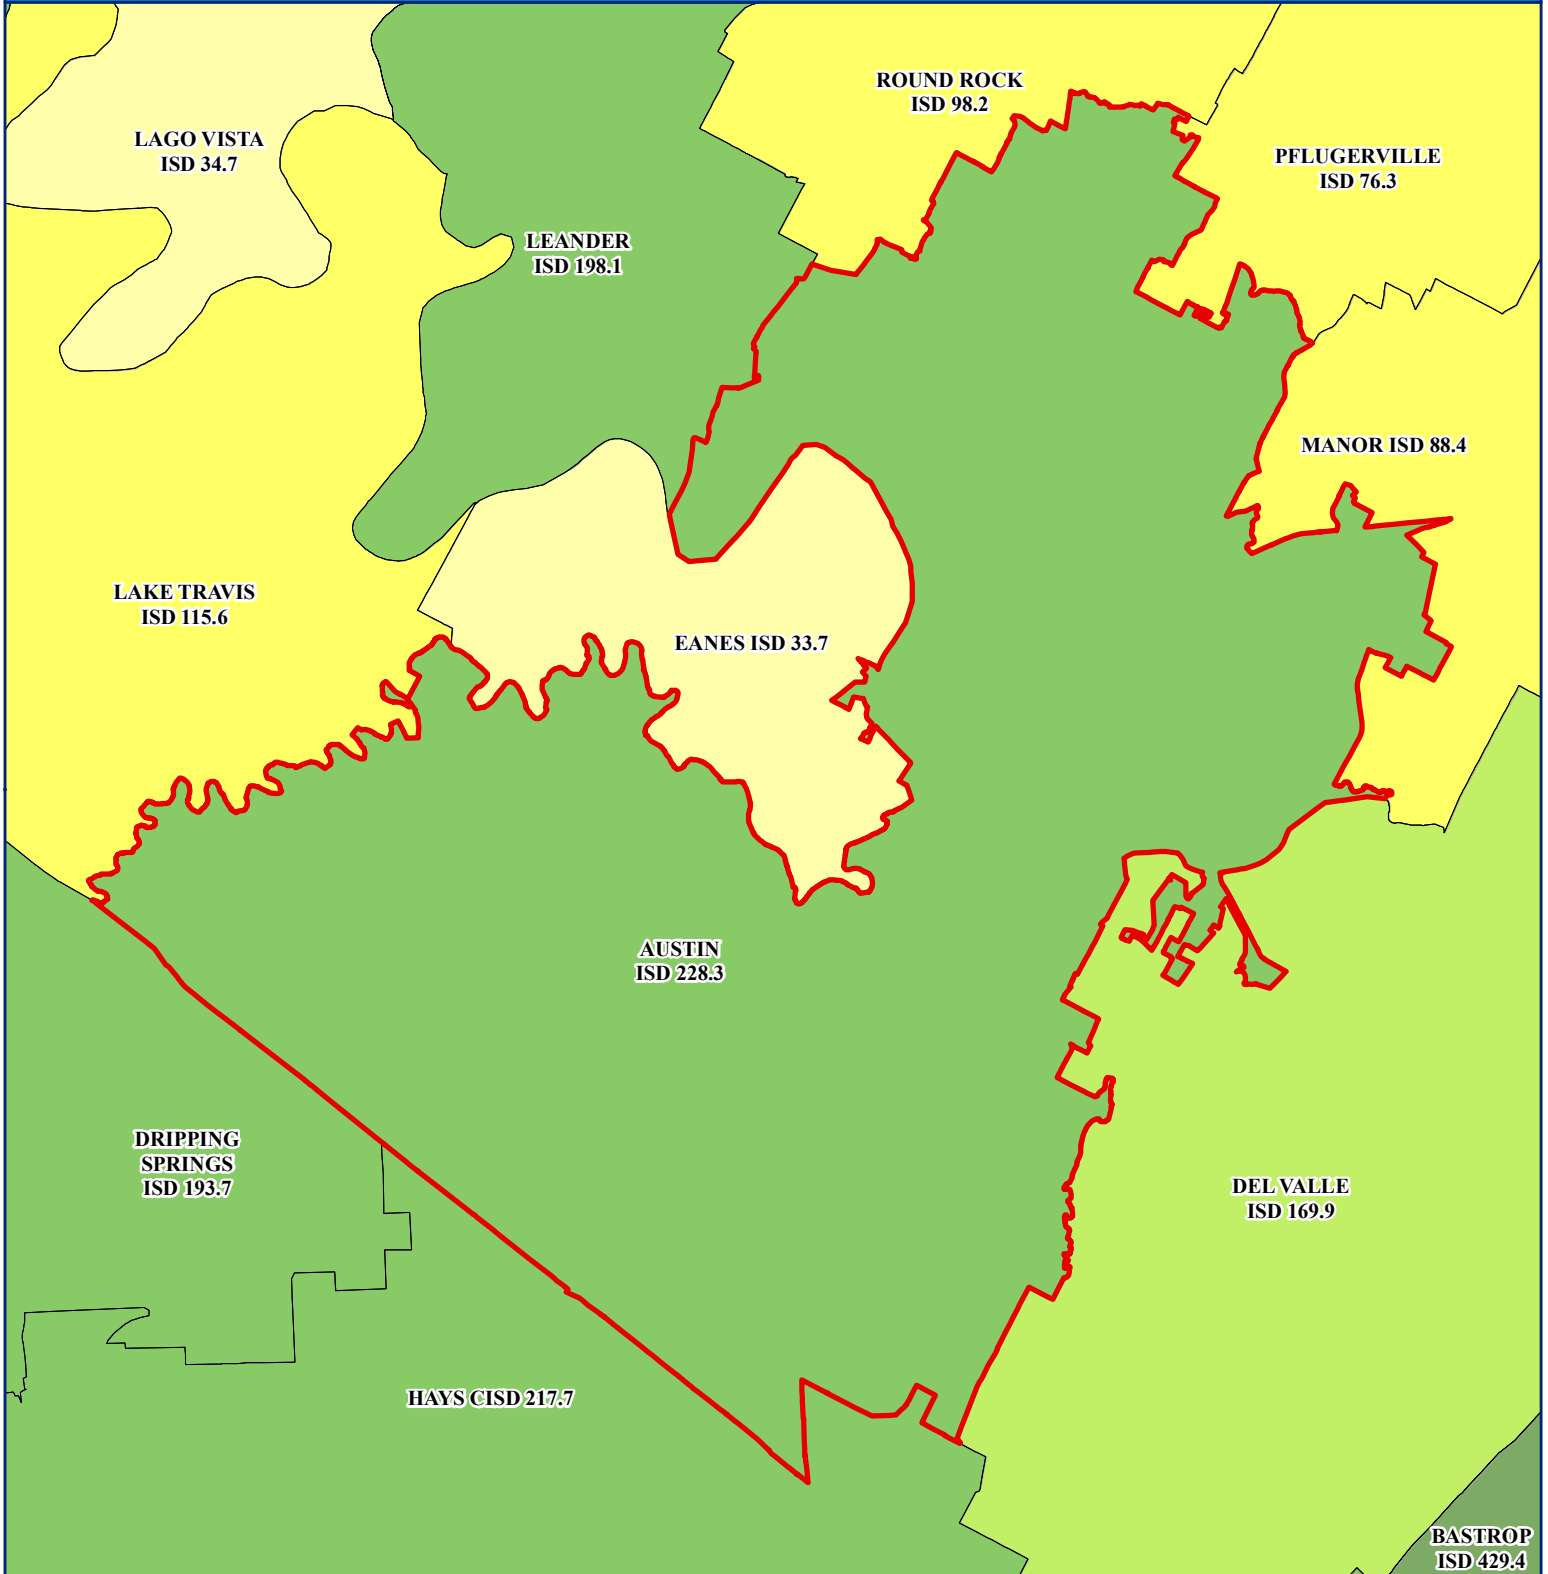 ROUND ROCK
ISD 98.2
LAGO VISTA
ISD 34.7
PFLUGERVILLE
ISD 76.3
LEANDER
ISD 198.1
MANOR ISD 88.4
LAKE TRAVIS
ISD 115.6
EANES ISD 33.7
AUSTIN
ISD 228.3
DRIPPING
SPRINGS
ISD 193.7
DEL VALLE
ISD 169.9
HAYS CISD 217.7
BASTROP
ISD 429.4